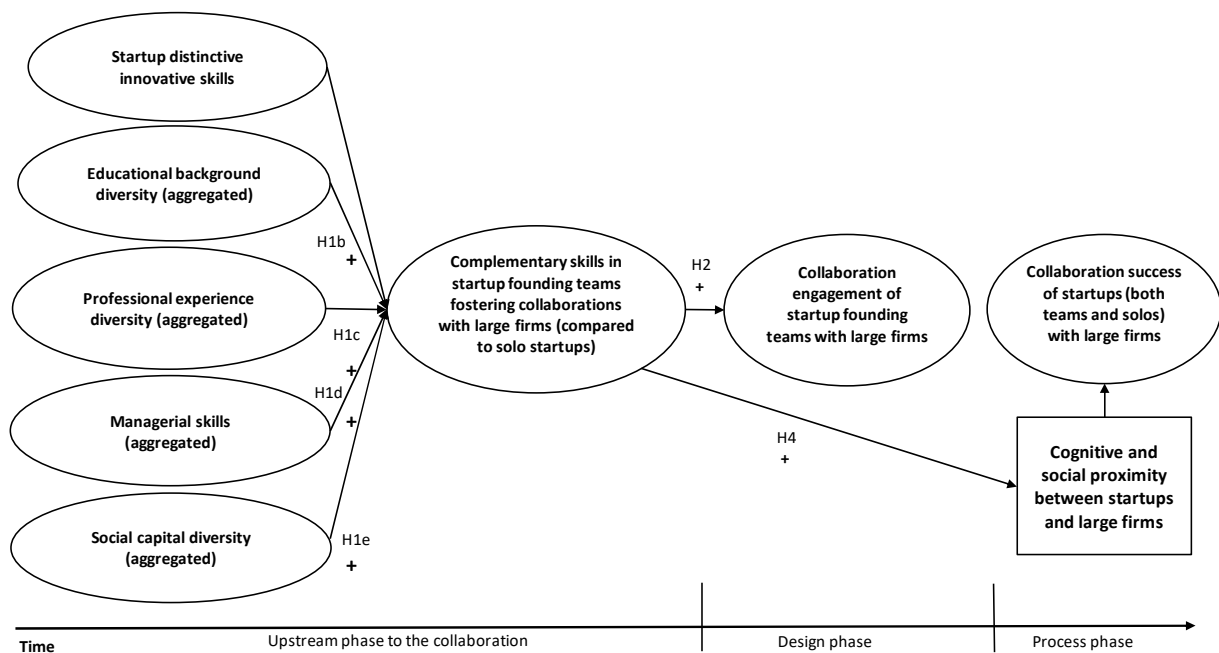 Startup distinctive
innovative skills
Educational background
diversity (aggregated)
H1b
+
Professional experience
diversity (aggregated)
H1c
+
Managerial skills
(aggregated)
H1d
+
Social capital diversity
(aggregated)
H1e
+
Complementary skills in
startup founding teams
fostering collaborations
with large firms (compared
to solo startups)
H2
+
Collaboration
engagement of
startup founding
teams with large firms
Collaboration success
of startups (both
teams and solos)
with large firms
H4
+
Cognitive and
social proximity
between startups
and large firms
Time
Upstream phase to the collaboration
Design phase
Process phase